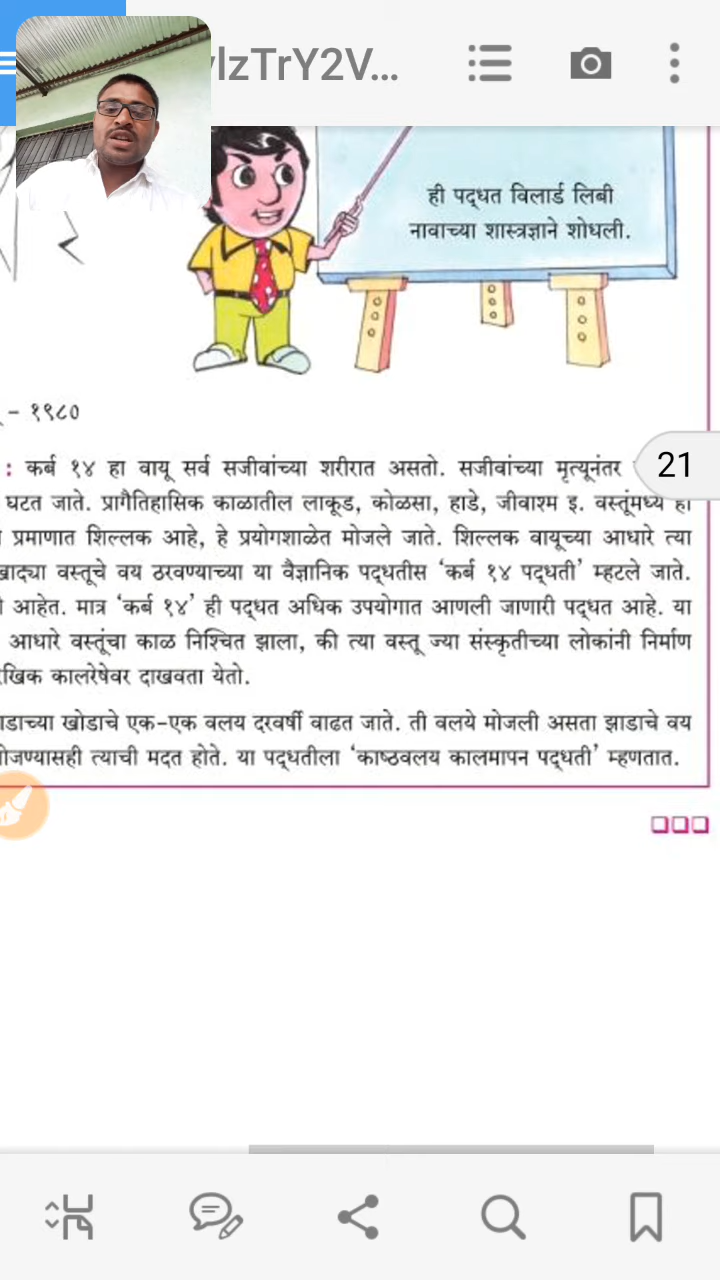 vlzTrY2V...
ही पद्धत विलार्ड लिबी
नावाच्या शास्त्रज्ञाने शोधली.
- १९८०
21
: कर्ब १४ हा वायू सर्व सजीवांच्या शरीरात असतो. सजीवांच्या मृत्यूनंतर
घटत जाते. प्रागैतिहासिक काळातील लाकूड, कोळसा, हाडे, जीवाश्म इ. वस्तूंमध्ये हा
प्रमाणात शिल्लक आहे, हे प्रयोगशाळेत मोजले जाते. शिल्लक वायूच्या आधारे त्या
खाद्या वस्तूचे वय ठरवण्याच्या या वैज्ञानिक पद्धतीस ‘कर्ब १४ पद्धती’ म्हटले जाते.
आहेत. मात्र ‘कर्ब १४’ ही पद्धत अधिक उपयोगात आणली जाणारी पद्धत आहे. या
आधारे वस्तूंचा काळ निश्चित झाला, की त्या वस्तू ज्या संस्कृतीच्या लोकांनी निर्माण
खिक कालरेषेवर दाखवता येतो.
ाडाच्या खोडाचे एक-एक वलय दरवर्षी वाढत जाते. ती वलये मोजली असता झाडाचे वय
ोजण्यासही त्याची मदत होते. या पद्धतीला ‘काष्ठवलय कालमापन पद्धती’ म्हणतात.